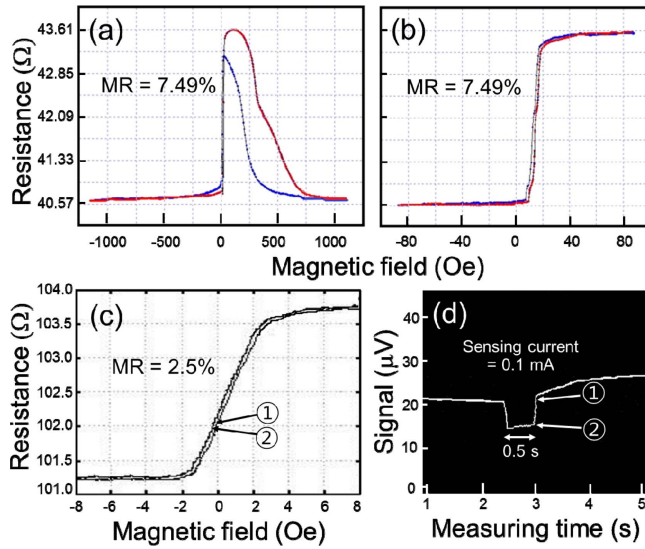 (a)
Resistance (Ω)
43.61
42.85
42.09
41.33
40.57
MR = 7.49%
-1000 -500 0 500 1000
(b)
MR = 7.49%
-80 -40 0 40 80
Magnetic field (Oe)
(c)
Resistance (Ω)
104.0
103.5
103.0
102.5
102.0
101.5
101.0
MR = 2.5%
①
②
-8 -6 -4 -2 0 2 4 6 8
Magnetic field (Oe)
(d)
Signal (μV)
40
30
20
10
0
Sensing current
= 0.1 mA
①
②
0.5 s
1 2 3 4 5
Measuring time (s)